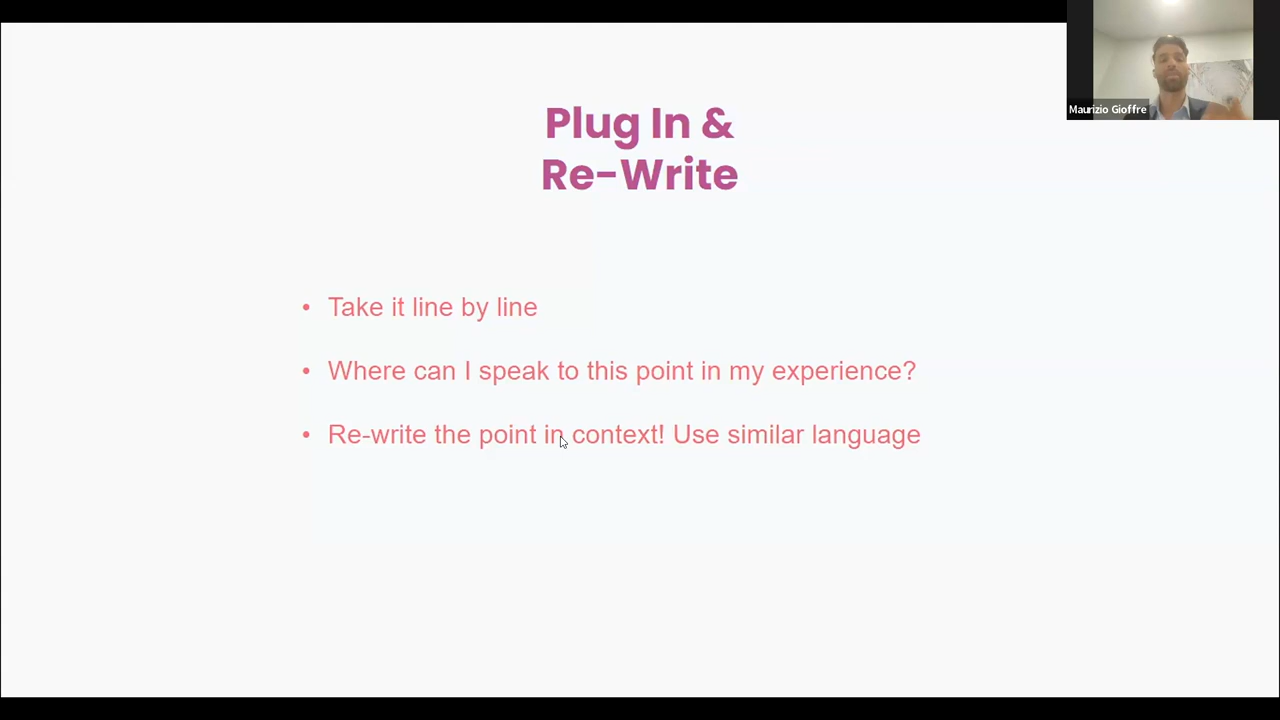 Plug In &
Re-Write
Maurizio Gioffre
• Take it line by line
• Where can I speak to this point in my experience?
• Re-write the point in context! Use similar language